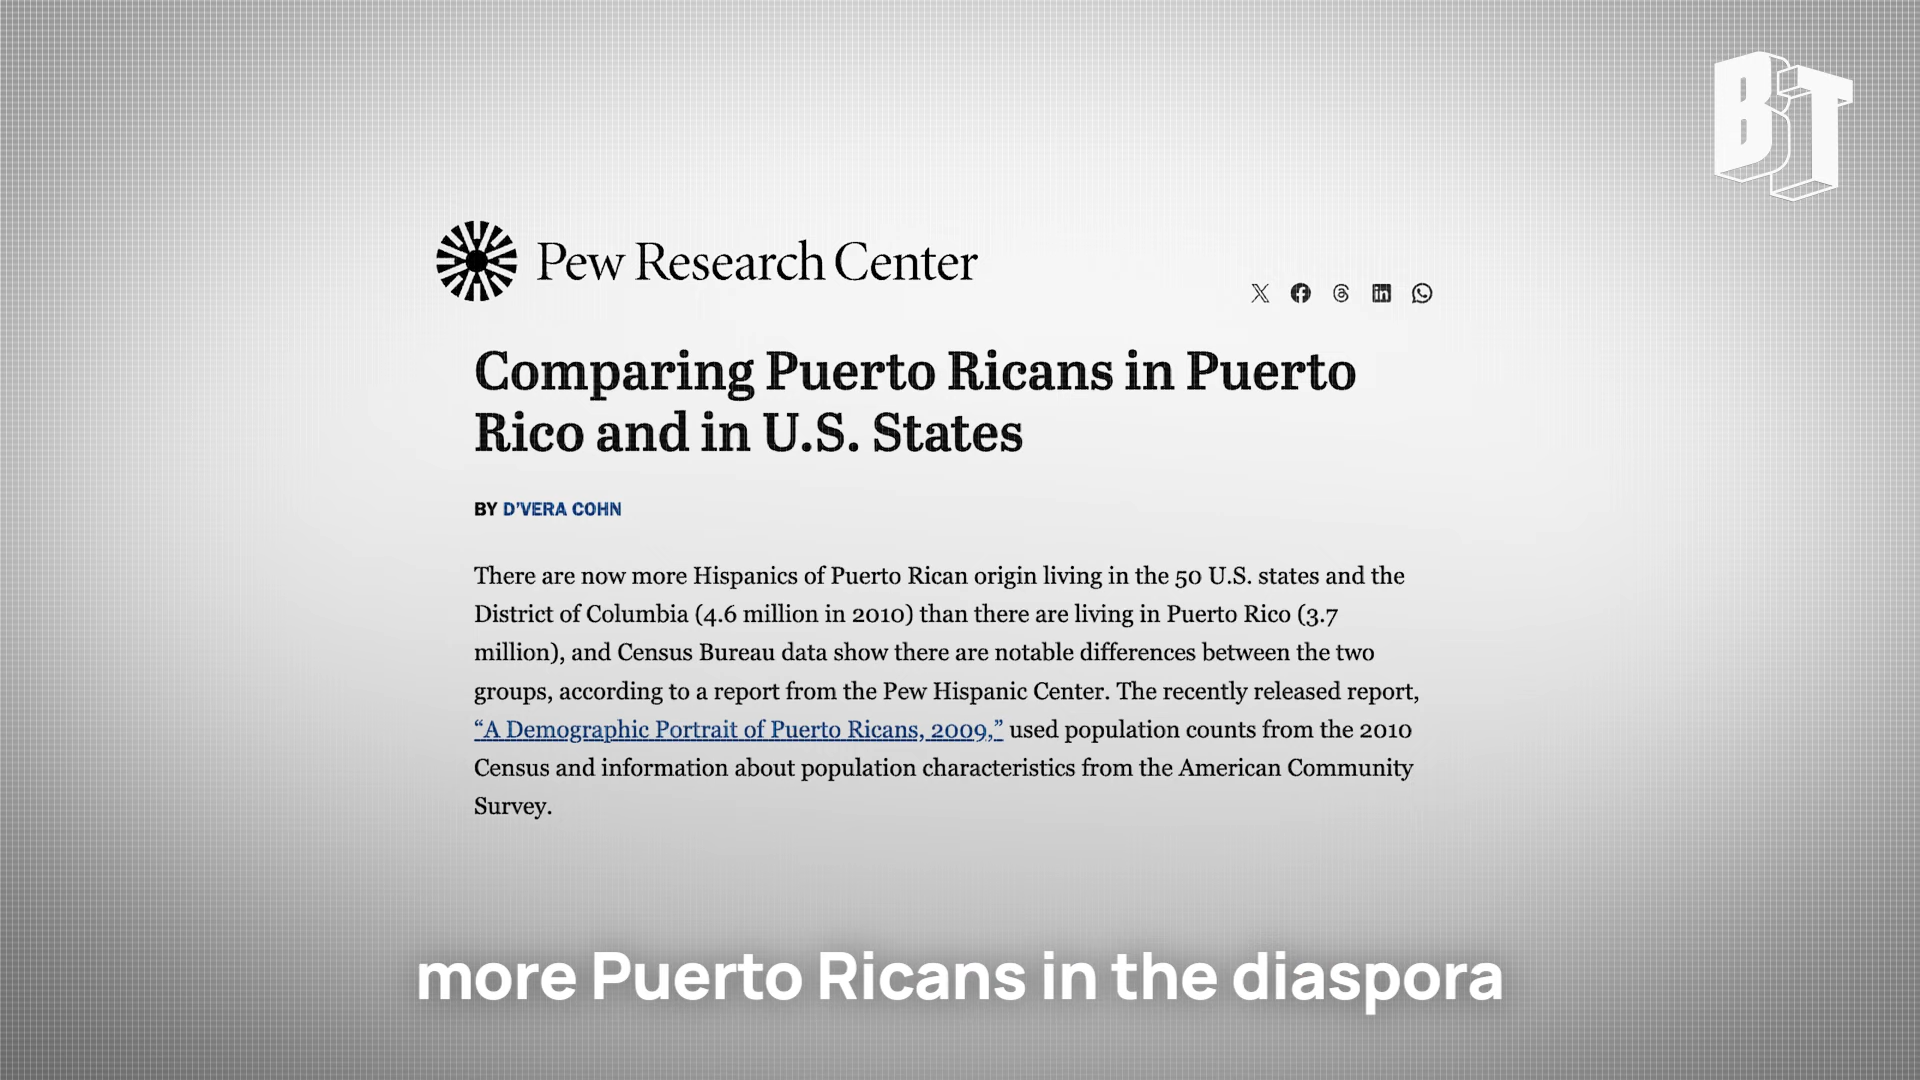 BT
Pew Research Center
Comparing Puerto Ricans in Puerto
Rico and in U.S. States
BY D’VERA COHN
There are now more Hispanics of Puerto Rican origin living in the 50 U.S. states and the
District of Columbia (4.6 million in 2010) than there are living in Puerto Rico (3.7
million), and Census Bureau data show there are notable differences between the two
groups, according to a report from the Pew Hispanic Center. The recently released report,
“A Demographic Portrait of Puerto Ricans, 2009,” used population counts from the 2010
Census and information about population characteristics from the American Community
Survey.
more Puerto Ricans in the diaspora